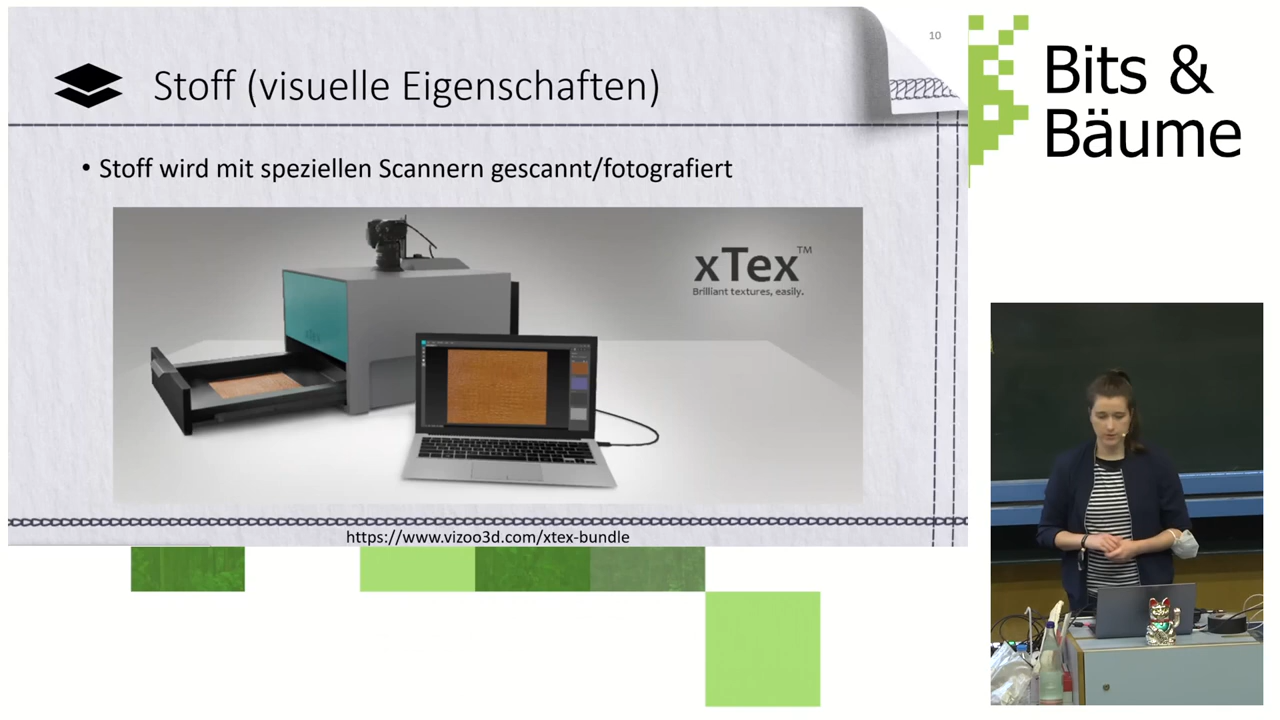 10
Stoff (visuelle Eigenschaften)
• Stoff wird mit speziellen Scannern gescannt/fotografiert
xTex™
Brilliant textures, easily.
xTex
https://www.vizoo3d.com/xtex-bundle
Bits &
Bäume